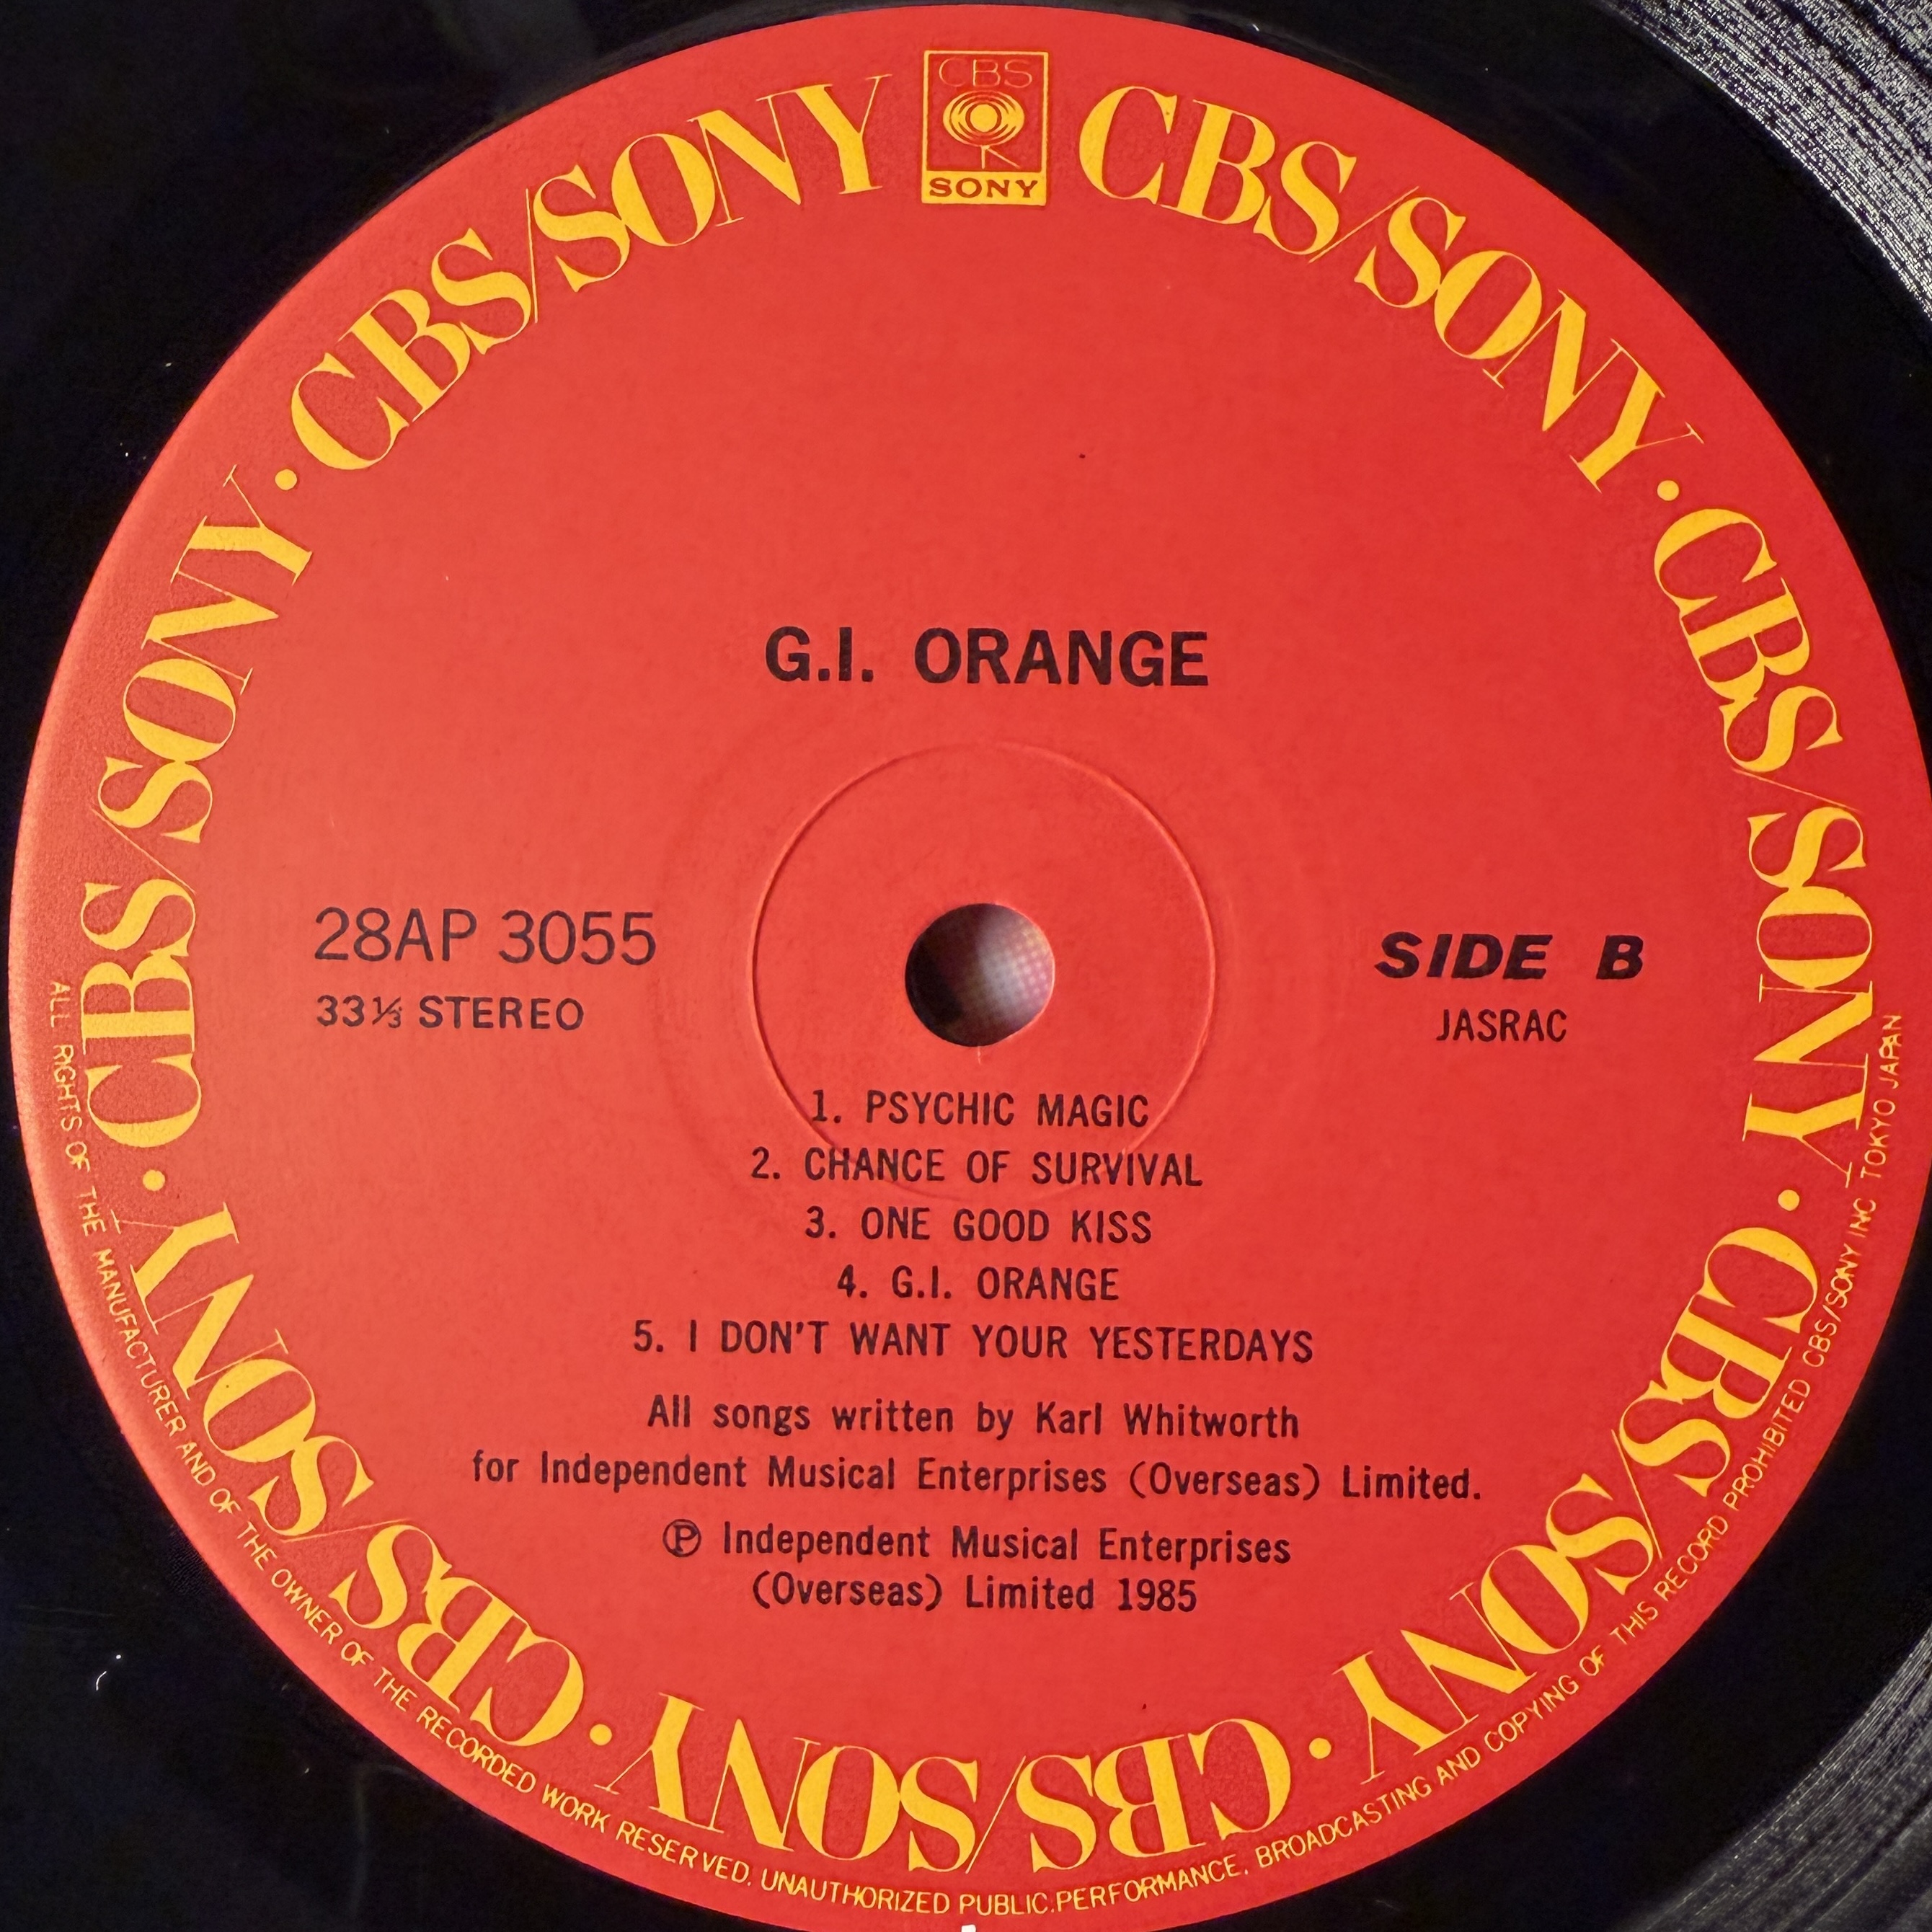 CBS
SONY
CBS/SONY · CBS/SONY · CBS/SONY · CBS/SONY · CBS/SONY · CBS/SONY · CBS/SONY
G.I. ORANGE
28AP 3055
33⅓ STEREO
SIDE B
JASRAC
1. PSYCHIC MAGIC
2. CHANCE OF SURVIVAL
3. ONE GOOD KISS
4. G.I. ORANGE
5. I DON'T WANT YOUR YESTERDAYS
All songs written by Karl Whitworth
for Independent Musical Enterprises (Overseas) Limited.
Ⓟ Independent Musical Enterprises
(Overseas) Limited 1985
ALL RIGHTS OF THE MANUFACTURER AND OF THE OWNER OF THE RECORDED WORK RESERVED. UNAUTHORIZED PUBLIC.PERFORMANCE. BROADCASTING AND COPYING OF THIS RECORD PROHIBITED CBS/SONY INC TOKYO JAPAN